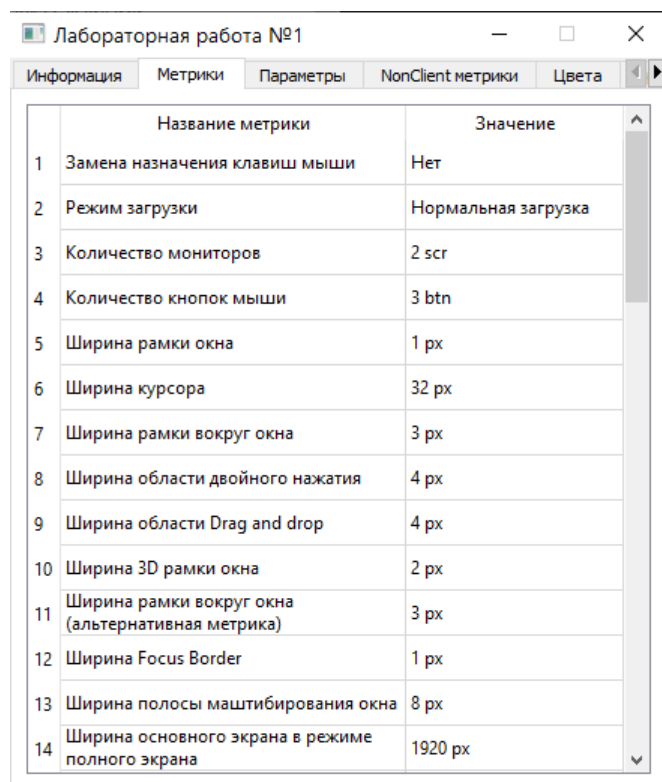 Лабораторная работа №1
Информация Метрики Параметры NonClient метрики Цвета
Название метрики Значение
1 Замена назначения клавиш мыши Нет
2 Режим загрузки Нормальная загрузка
3 Количество мониторов 2 scr
4 Количество кнопок мыши 3 btn
5 Ширина рамки окна 1 px
6 Ширина курсора 32 px
7 Ширина рамки вокруг окна 3 px
8 Ширина области двойного нажатия 4 px
9 Ширина области Drag and drop 4 px
10 Ширина 3D рамки окна 2 px
11 Ширина рамки вокруг окна
(альтернативная метрика) 3 px
12 Ширина Focus Border 1 px
13 Ширина полосы маштибирования окна 8 px
14 Ширина основного экрана в режиме
полного экрана 1920 px